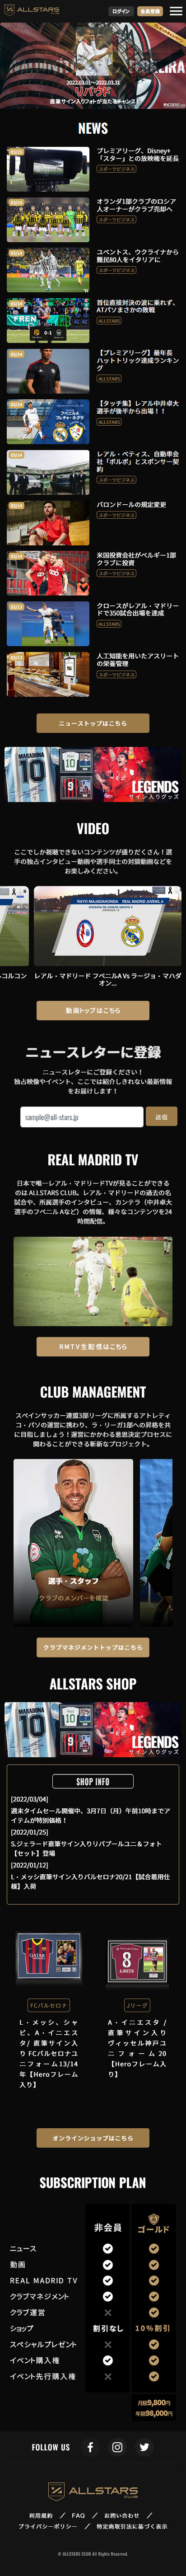 ALLSTARS
CLUB
ログイン
会員登録
2022.03.01〜2022.03.31
リバウド
直筆サイン入りフォトが当たるチャンス！
NEWS
03/15
プレミアリーグ、Disney+
「スター」との放映権を延長
スポーツビジネス
03/15
オランダ1部クラブのロシア
人オーナーがクラブ売却へ
スポーツビジネス
03/14
ユベントス、ウクライナから
難民80人をイタリアに
スポーツビジネス
03/14
0-1
首位直接対決の波に乗れず、
ATパソまさかの敗戦
ALLSTARS
03/14
【プレミアリーグ】最年長
ハットトリック達成ランキン
グ
ALLSTARS
03/14
【タッチ集】レアル中井卓大
選手が後半から出場！！
ALLSTARS
03/14
レアル・ベティス、自動車会
社「ボルボ」とスポンサー契
約
スポーツビジネス
03/14
バロンドールの規定変更
スポーツビジネス
03/14
米国投資会社がベルギー1部
クラブに投資
スポーツビジネス
03/13
クロースがレアル・マドリー
ドで350試合出場を達成
ALLSTARS
人工知能を用いたアスリート
の栄養管理
スポーツビジネス
ニューストップはこちら
MARADONA
10
LEGENDS
サイン入りグッズ
VIDEO
ここでしか視聴できないコンテンツが盛りだくさん！選
手の独占インタビュー動画や選手同士の対談動画などを
お楽しみください。
RAYO MAJADAHONDA REAL MADRID JUVENIL A
ルコルコン
レアル・マドリード フベニルA Vs ラージョ・マハダ
オン...
動画トップはこちら
ニュースレターに登録
ニュースレターにご登録ください！
独占映像やイベント、ここでは紹介しきれない最新情報
をお届けします！
sample@all-stars.jp
送信
REAL MADRID TV
日本で唯一レアル・マドリードTVが見ることができる
のは ALLSTARS CLUB。レアル・マドリードの過去の名
試合や、所属選手のインタビュー、カンテラ（中井卓大
選手のフベニルAなど）の情報、様々なコンテンツを24
時間配信。
RMTV生配信はこちら
CLUB MANAGEMENT
スペインサッカー連盟3部リーグに所属するアトレティ
コ・パソの運営に携わり、ラ・リーガ1部への昇格を共
に目指しましょう！運営にかかわる意思決定プロセスに
関わることができる斬新なプロジェクト。
選手・スタッフ
クラブのメンバーを確認
クラブマネジメントトップはこちら
ALLSTARS SHOP
MARADONA
10
LEGENDS
サイン入りグッズ
SHOP INFO
[2022/03/04]
週末タイムセール開催中、3月7日（月）午前10時までア
イテムが特別価格！
[2022/01/25]
S.ジェラード直筆サイン入りリバプールユニ＆フォト
【セット】登場
[2022/01/12]
L・メッシ直筆サイン入りバルセロナ20/21【試合着用仕
様】入荷
FCバルセロナ
L・メッシ、シャ
ビ、A・イニエス
タ/ 直筆サイン入
り FCバルセロナユ
ニフォーム13/14
年【Heroフレーム
入り】
Jリーグ
A・イニエスタ /
直筆サイン入り
ヴィッセル神戸ユ
ニフォーム20
【Heroフレーム入
り】
オンラインショップはこちら
SUBSCRIPTION PLAN
非会員
ゴールド
ニュース
動画
REAL MADRID TV
クラブマネジメント
クラブ運営
ショップ
割引なし
10%割引
スペシャルプレゼント
イベント購入権
イベント先行購入権
月額9,800円
年額98,000円
FOLLOW US
ALLSTARS
CLUB
利用規約 ／ FAQ ／ お問い合わせ ／
プライバシーポリシー ／ 特定商取引法に基づく表示
© ALLSTARS CLUB All Rights Reserved.